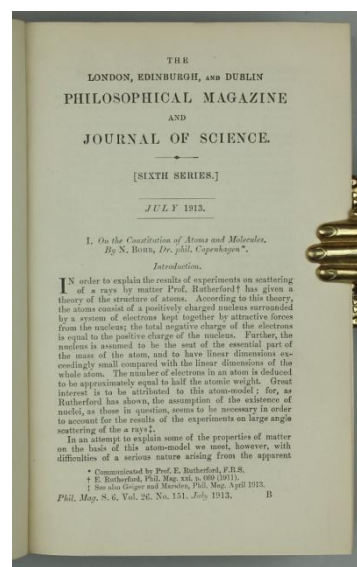 THE
LONDON, EDINBURGH, AND DUBLIN
PHILOSOPHICAL MAGAZINE
AND
JOURNAL OF SCIENCE.
[SIXTH SERIES.]
JULY 1913.
I. On the Constitution of Atoms and Molecules.
By N. BOHR, Dr. phil. Copenhagen*.
Introduction.
IN order to explain the results of experiments on scattering
of α rays by matter Prof. Rutherford† has given a
theory of the structure of atoms. According to this theory,
the atoms consist of a positively charged nucleus surrounded
by a system of electrons kept together by attractive forces
from the nucleus; the total negative charge of the electrons
is equal to the positive charge of the nucleus. Further, the
nucleus is assumed to be the seat of the essential part of
the mass of the atom, and to have linear dimensions ex-
ceedingly small compared with the linear dimensions of the
whole atom. The number of electrons in an atom is deduced
to be approximately equal to half the atomic weight. Great
interest is to be attributed to this atom-model; for, as
Rutherford has shown, the assumption of the existence of
nuclei, as those in question, seems to be necessary in order
to account for the results of the experiments on large angle
scattering of the α rays‡.
In an attempt to explain some of the properties of matter
on the basis of this atom-model we meet, however, with
difficulties of a serious nature arising from the apparent
* Communicated by Prof. E. Rutherford, F.R.S.
† E. Rutherford, Phil. Mag. xxi. p. 669 (1911).
‡ See also Geiger and Marsden, Phil. Mag. April 1913.
Phil. Mag. S. 6. Vol. 26. No. 151. July 1913. B